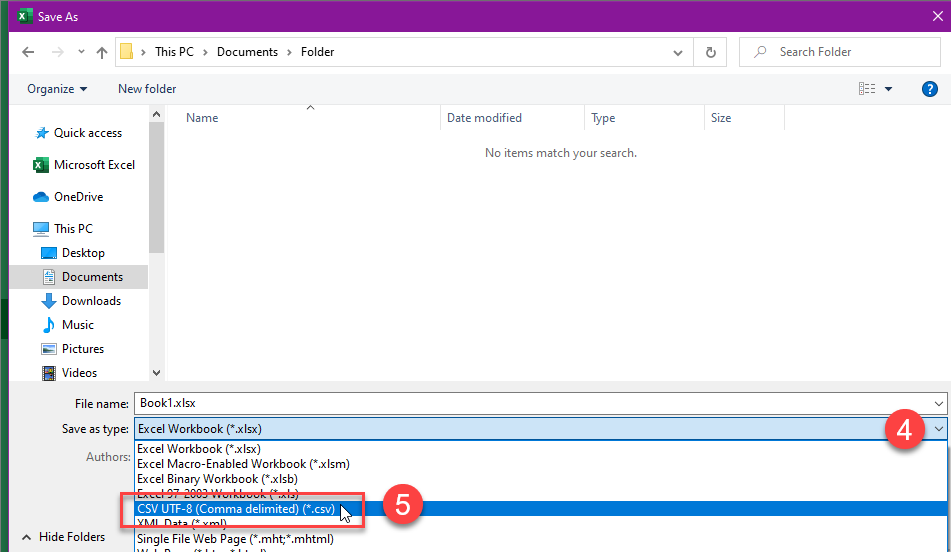 Save As
This PC > Documents > Folder
Search Folder
Organize
New folder
Name Date modified Type Size
No items match your search.
Quick access
Microsoft Excel
OneDrive
This PC
Desktop
Documents
Downloads
Music
Pictures
Videos
File name: Book1.xlsx
Save as type: Excel Workbook (*.xlsx)
4
Authors:
Excel Workbook (*.xlsx)
Excel Macro-Enabled Workbook (*.xlsm)
Excel Binary Workbook (*.xlsb)
Excel 97-2003 Workbook (*.xls)
CSV UTF-8 (Comma delimited) (*.csv)
5
XML Data (*.xml)
Single File Web Page (*.mht;*.mhtml)
Web Page (*.htm;*.html)
Hide Folders